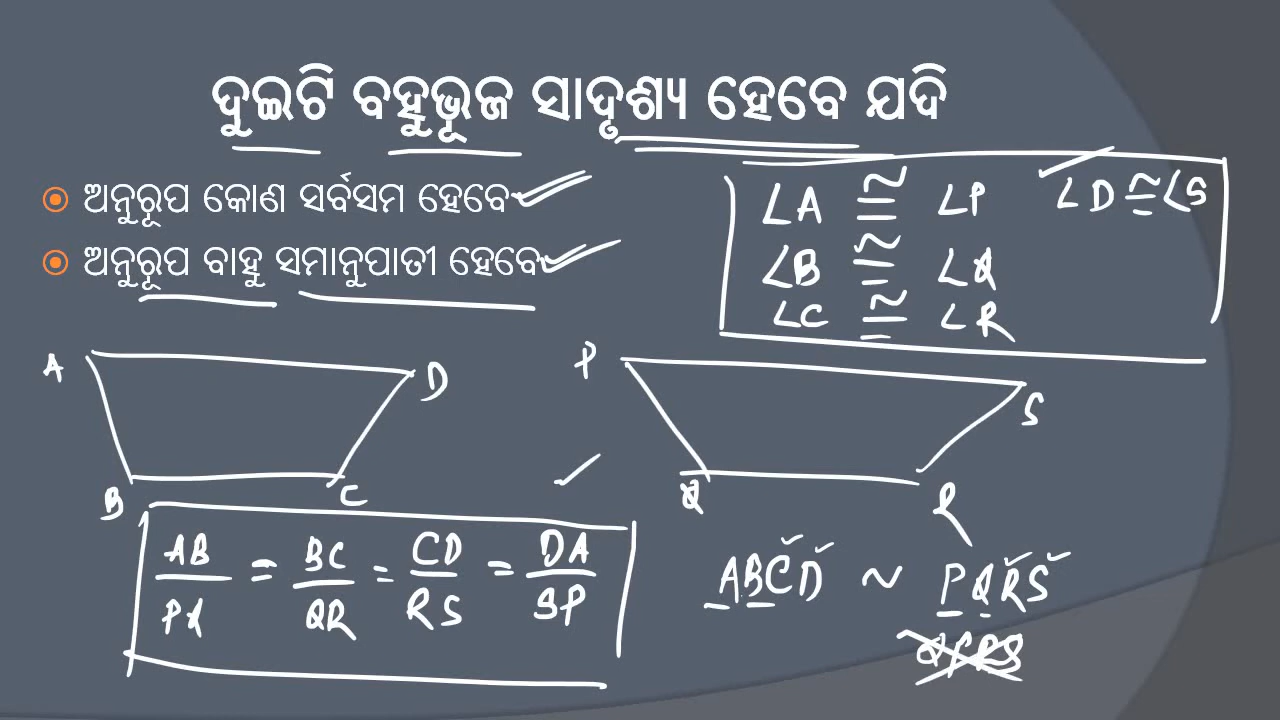 ଦୁଇଟି ବହୁଭୂଜ ସାଦୃଶ୍ୟ ହେବେ ଯଦି
ଅନୁରୂପ କୋଣ ସର୍ବସମ ହେବେ
ଅନୁରୂପ ବାହୁ ସମାନୁପାତୀ ହେବେ
∠A ≅ ∠P ∠D ≅ ∠S
∠B ≅ ∠Q
∠C ≅ ∠R
A D P S
B C Q R
AB/PQ = BC/QR = CD/RS = DA/SP
ABCD ~ PQRS